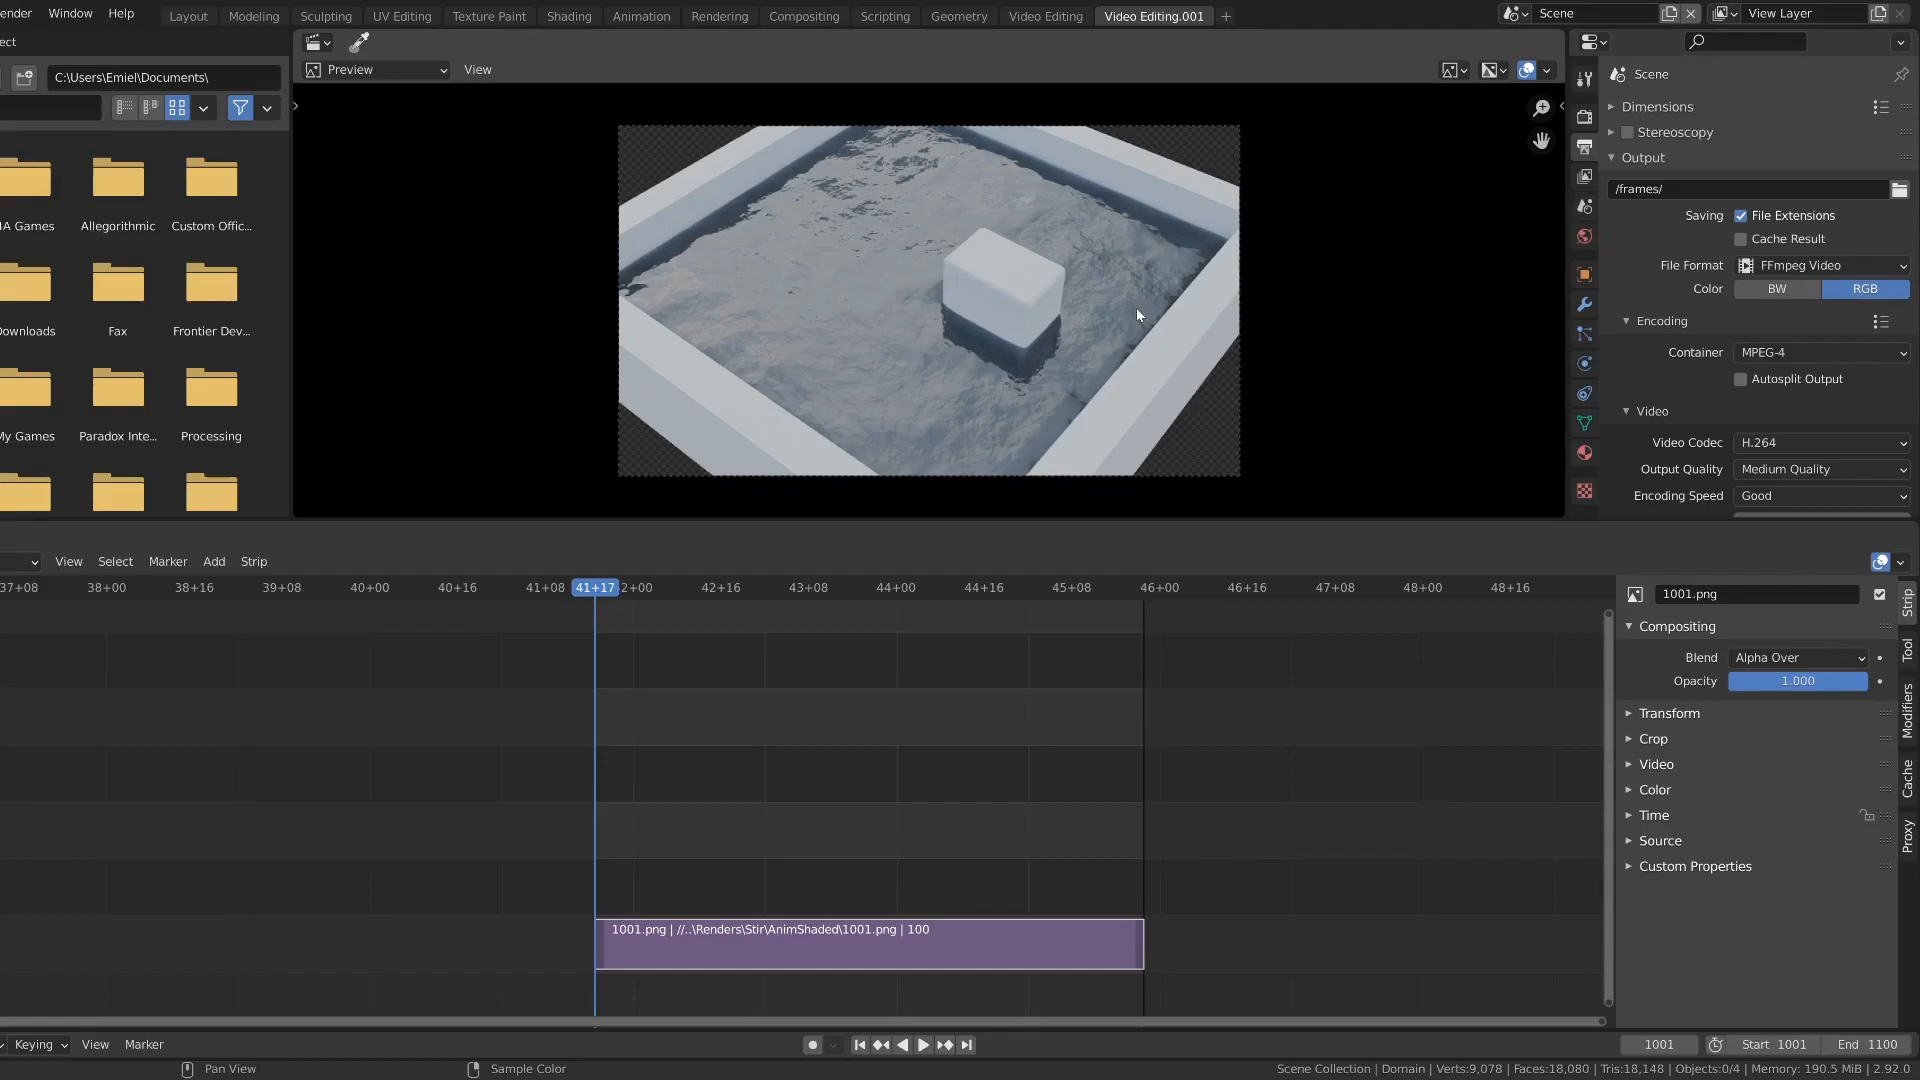 ender Window Help Layout Modeling Sculpting UV Editing Texture Paint Shading Animation Rendering Compositing Scripting Geometry Video Editing Video Editing.001 + Scene View Layer
ect
C:\Users\Emiel\Documents\
Preview View
Scene
Dimensions
Stereoscopy
Output
/frames/
Saving File Extensions
Cache Result
File Format FFmpeg Video
Color BW RGB
Encoding
Container MPEG-4
Autosplit Output
Video
Video Codec H.264
Output Quality Medium Quality
Encoding Speed Good
4A Games Allegorithmic Custom Offic...
Downloads Fax Frontier Dev...
My Games Paradox Inte... Processing
View Select Marker Add Strip
37+08 38+00 38+16 39+08 40+00 40+16 41+08 41+17 2+00 42+16 43+08 44+00 44+16 45+08 46+00 46+16 47+08 48+00 48+16
1001.png
Compositing
Blend Alpha Over
Opacity 1.000
Transform
Crop
Video
Color
Time
Source
Custom Properties
Strip
Tool
Modifiers
Cache
Proxy
1001.png | //..\Renders\Stir\AnimShaded\1001.png | 100
Keying View Marker 1001 Start 1001 End 1100
Pan View Sample Color Scene Collection | Domain | Verts:9,078 | Faces:18,080 | Tris:18,148 | Objects:0/4 | Memory: 190.5 MiB | 2.92.0